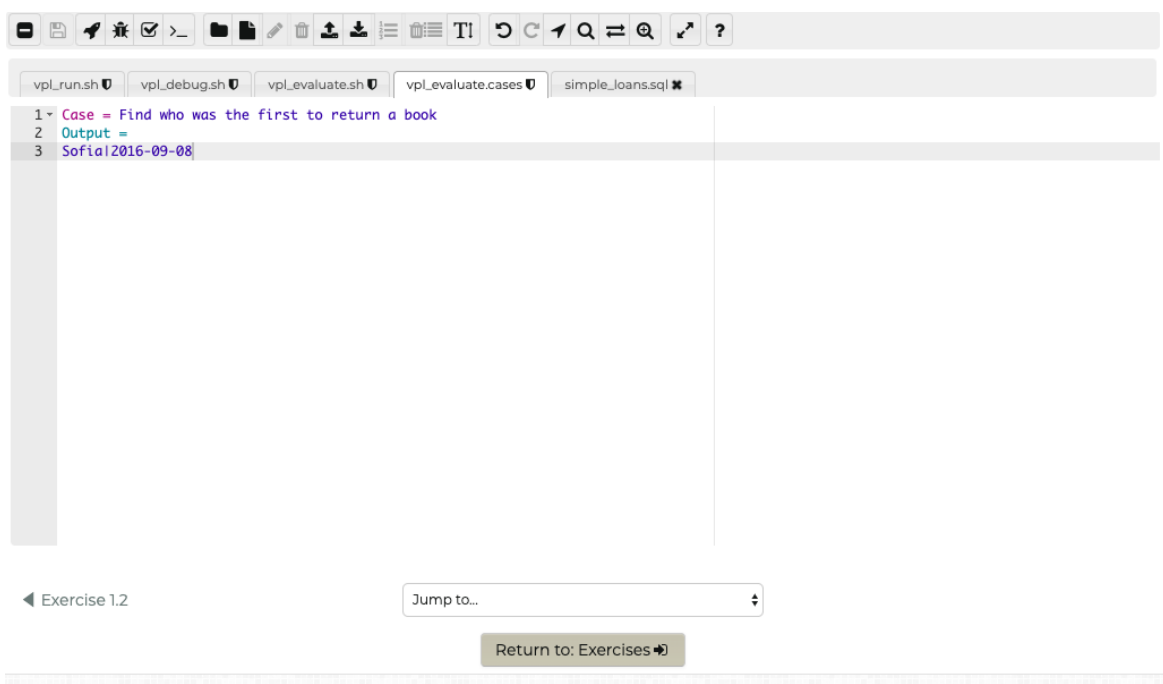 vpl_run.sh vpl_debug.sh vpl_evaluate.sh vpl_evaluate.cases simple_loans.sql
1 Case = Find who was the first to return a book
2 Output =
3 Sofia|2016-09-08
Exercise 1.2
Jump to...
Return to: Exercises